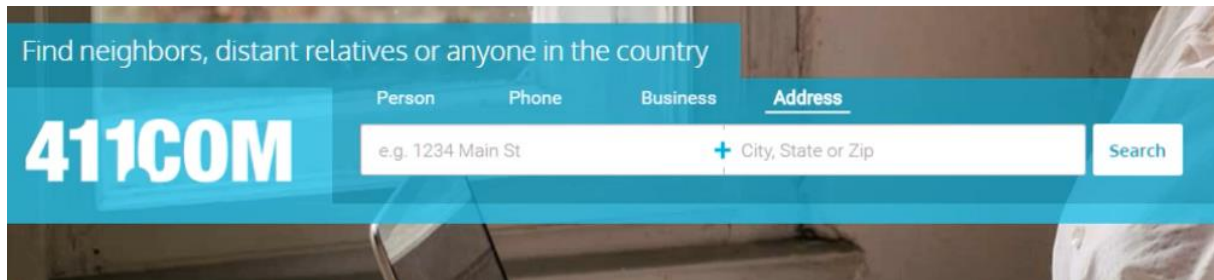 Find neighbors, distant relatives or anyone in the country
Person Phone Business Address
411COM
e.g. 1234 Main St + City, State or Zip Search